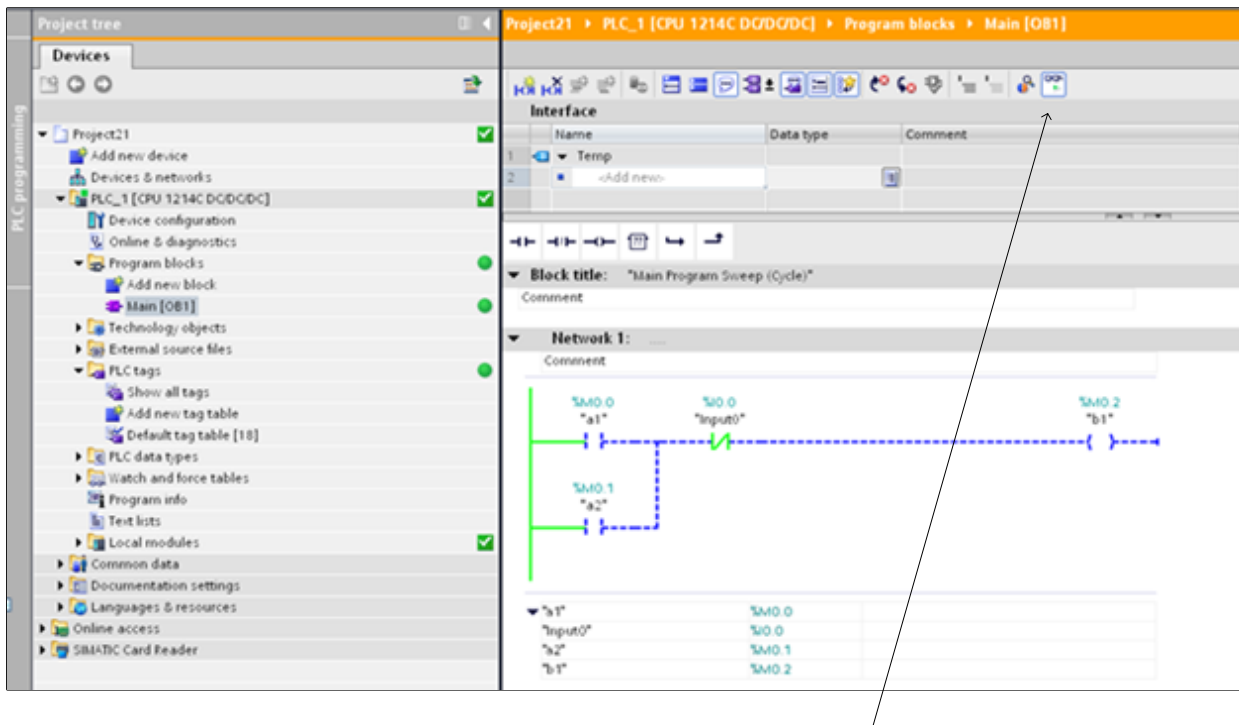 Project tree
Project21 ▸ PLC_1 [CPU 1214C DC/DC/DC] ▸ Program blocks ▸ Main [OB1]
Devices
PLC programming
Project21
Add new device
Devices & networks
PLC_1 [CPU 1214C DC/DC/DC]
Device configuration
Online & diagnostics
Program blocks
Add new block
Main [OB1]
Technology objects
External source files
PLC tags
Show all tags
Add new tag table
Default tag table [18]
PLC data types
Watch and force tables
Program info
Text lists
Local modules
Common data
Documentation settings
Languages & resources
Online access
SIMATIC Card Reader
Interface
Name Data type Comment
1 Temp
2 <Add new>
Block title: "Main Program Sweep (Cycle)"
Comment
Network 1: .....
Comment
%M0.0 %I0.0 %M0.2
"a1" "Input0" "b1"
%M0.1
"a2"
"a1" %M0.0
"Input0" %I0.0
"a2" %M0.1
"b1" %M0.2